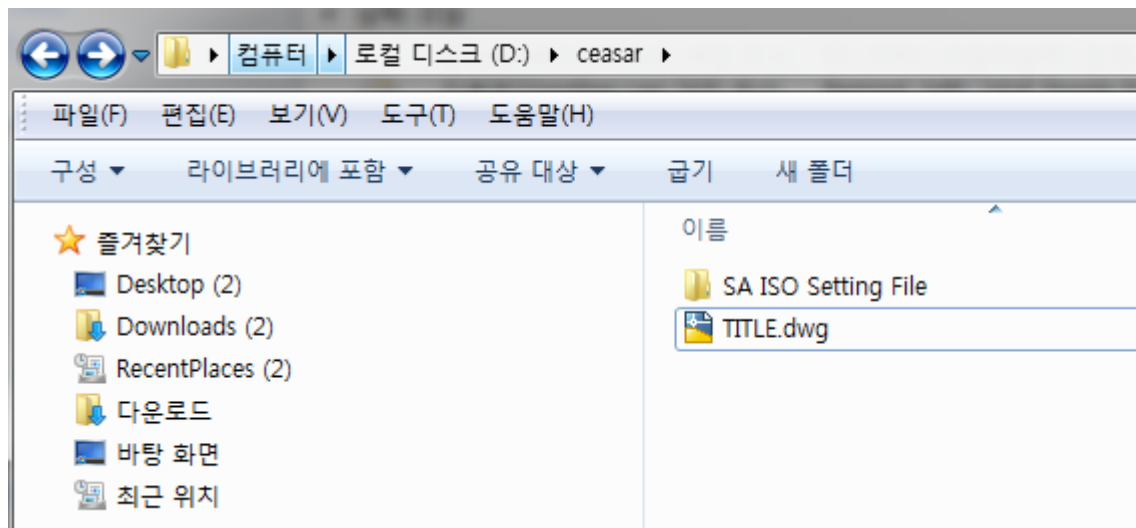 컴퓨터 로컬 디스크 (D:) ceasar
파일(F) 편집(E) 보기(V) 도구(T) 도움말(H)
구성 라이브러리에 포함 공유 대상 굽기 새 폴더
즐겨찾기
Desktop (2)
Downloads (2)
RecentPlaces (2)
다운로드
바탕 화면
최근 위치
이름
SA ISO Setting File
TITLE.dwg